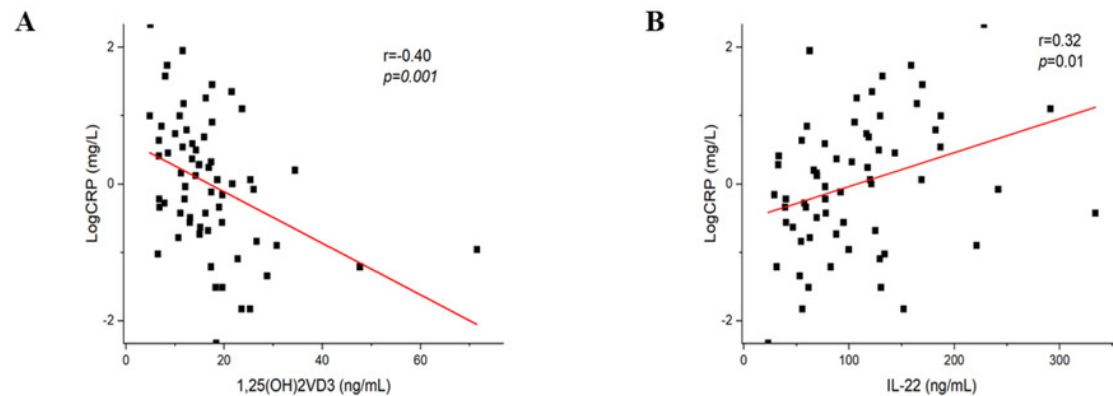 A
r=-0.40
p=0.001
LogCRP (mg/L)
2
0
-2
0 20 40 60
1,25(OH)2VD3 (ng/mL)
B
r=0.32
p=0.01
LogCRP (mg/L)
2
0
-2
0 100 200 300
IL-22 (ng/mL)